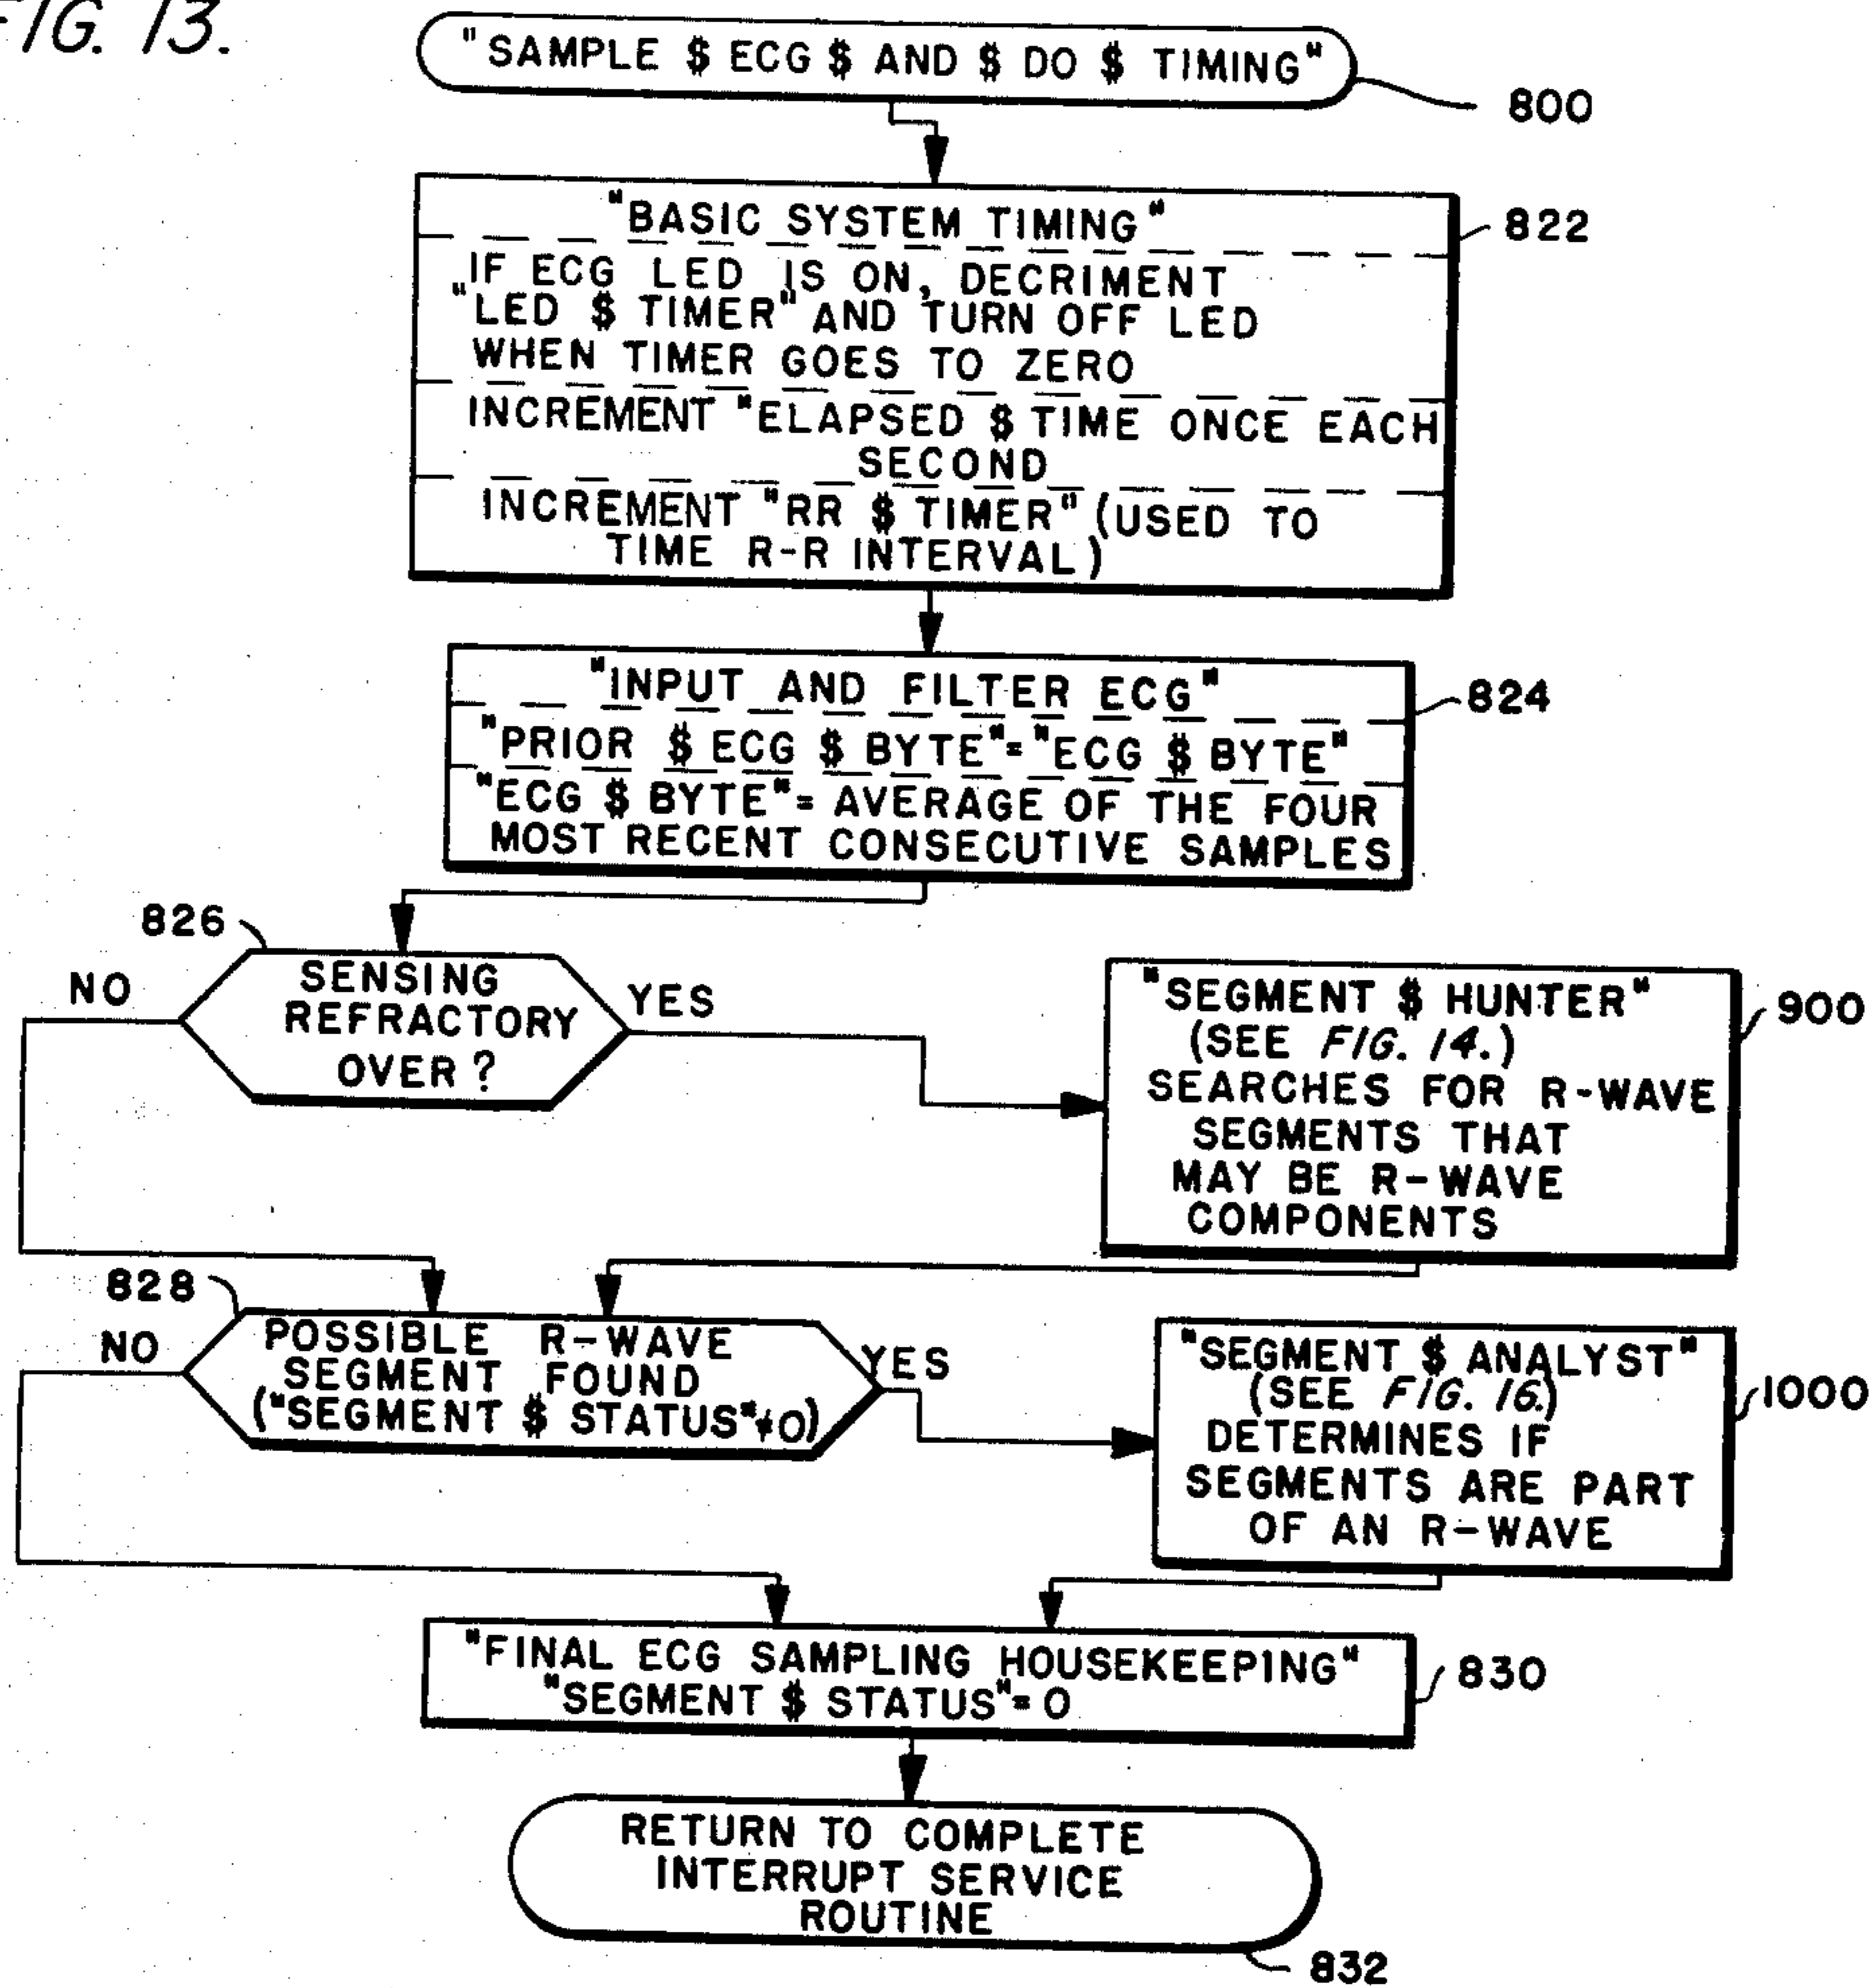 FIG. 13.
"SAMPLE $ ECG $ AND $ DO $ TIMING"
800
"BASIC SYSTEM TIMING"
822
IF ECG LED IS ON, DECRIMENT
"LED $ TIMER" AND TURN OFF LED
WHEN TIMER GOES TO ZERO
INCREMENT "ELAPSED $ TIME ONCE EACH
SECOND
INCREMENT "RR $ TIMER" (USED TO
TIME R-R INTERVAL)
"INPUT AND FILTER ECG"
824
"PRIOR $ ECG $ BYTE"="ECG $ BYTE"
"ECG $ BYTE"= AVERAGE OF THE FOUR
MOST RECENT CONSECUTIVE SAMPLES
826
NO
SENSING
REFRACTORY
OVER?
YES
"SEGMENT $ HUNTER"
(SEE FIG. 14.)
SEARCHES FOR R-WAVE
SEGMENTS THAT
MAY BE R-WAVE
COMPONENTS
900
828
NO
POSSIBLE R-WAVE
SEGMENT FOUND
("SEGMENT $ STATUS"≠0)
YES
"SEGMENT $ ANALYST"
(SEE FIG. 16.)
DETERMINES IF
SEGMENTS ARE PART
OF AN R-WAVE
1000
"FINAL ECG SAMPLING HOUSEKEEPING"
"SEGMENT $ STATUS"= 0
830
RETURN TO COMPLETE
INTERRUPT SERVICE
ROUTINE
832